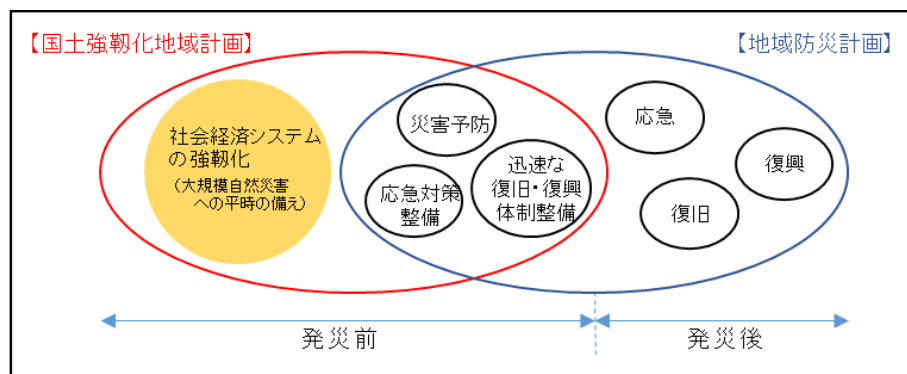 【国土強靱化地域計画】
【地域防災計画】
社会経済システム
の強靱化
（大規模自然災害
への平時の備え）
災害予防
応急対策
整備
迅速な
復旧・復興
体制整備
応急
復旧
復興
発災前
発災後